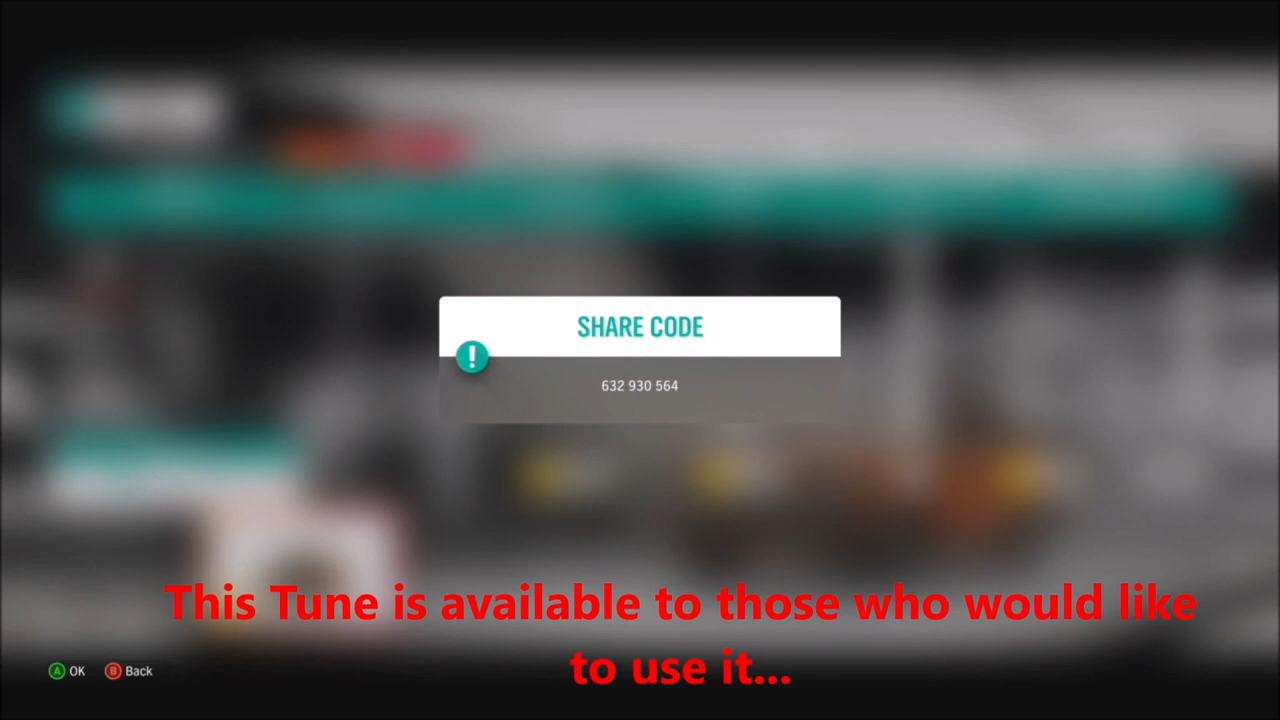 SHARE CODE
!
632 930 564
This Tune is available to those who would like
to use it...
A OK B Back